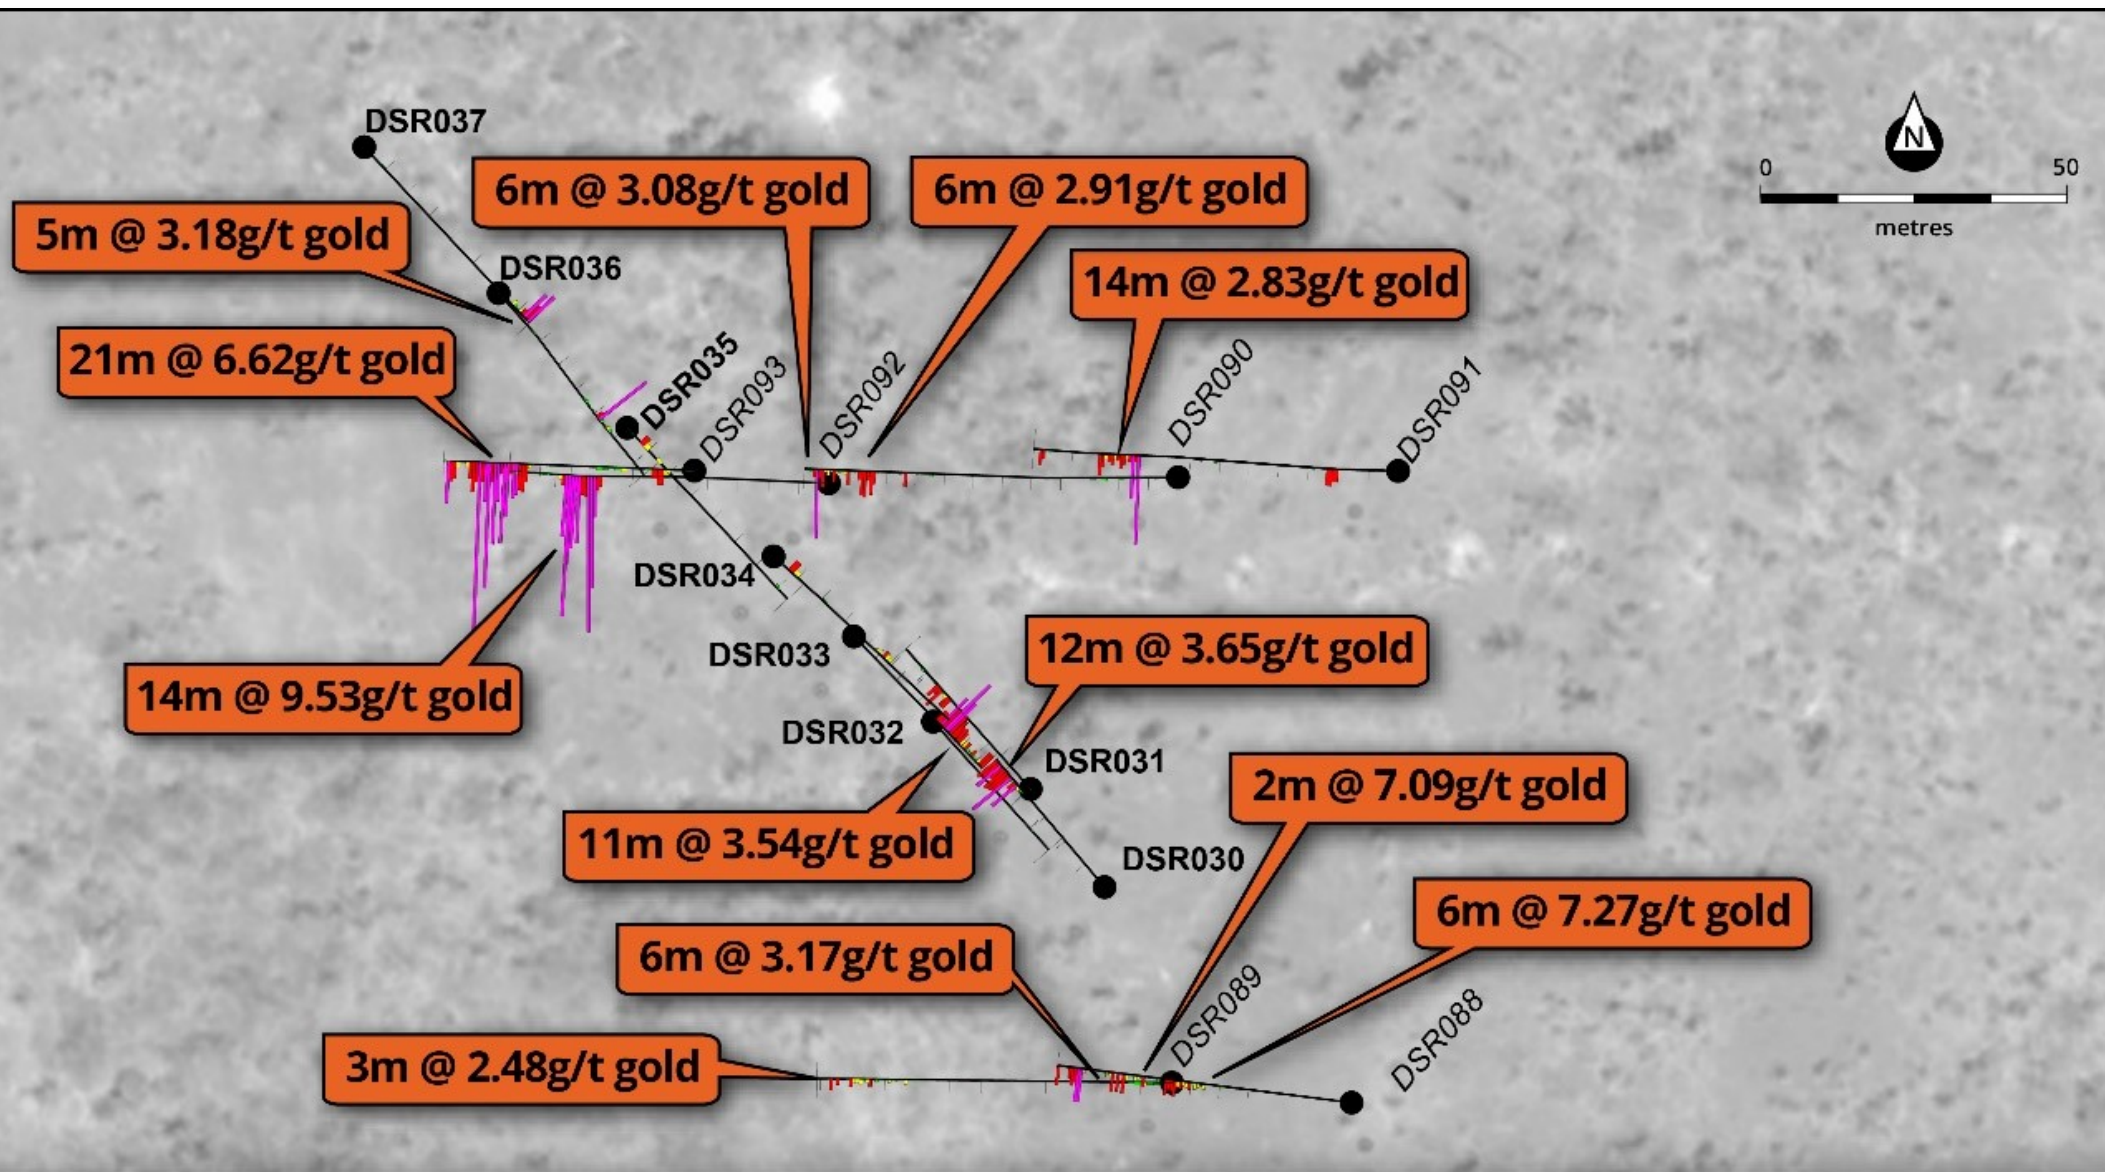 DSR037
N
0 50
metres
6m @ 3.08g/t gold
6m @ 2.91g/t gold
5m @ 3.18g/t gold
DSR036
14m @ 2.83g/t gold
21m @ 6.62g/t gold
DSR035
DSR093
DSR092
DSR090
DSR091
DSR034
14m @ 9.53g/t gold
DSR033
12m @ 3.65g/t gold
DSR032
DSR031
2m @ 7.09g/t gold
11m @ 3.54g/t gold
DSR030
6m @ 7.27g/t gold
6m @ 3.17g/t gold
DSR089
DSR088
3m @ 2.48g/t gold